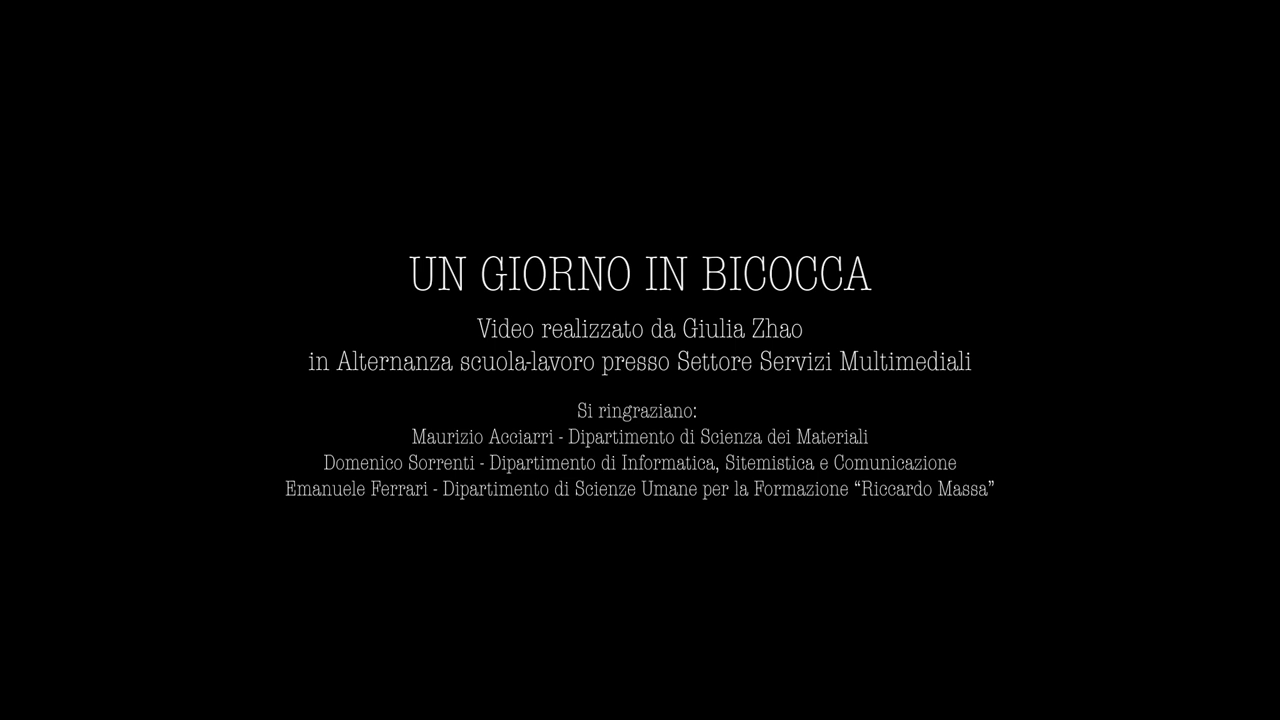 UN GIORNO IN BICOCCA
Video realizzato da Giulia Zhao
in Alternanza scuola-lavoro presso Settore Servizi Multimediali
Si ringraziano:
Maurizio Acciarri - Dipartimento di Scienza dei Materiali
Domenico Sorrenti - Dipartimento di Informatica, Sitemistica e Comunicazione
Emanuele Ferrari - Dipartimento di Scienze Umane per la Formazione “Riccardo Massa”